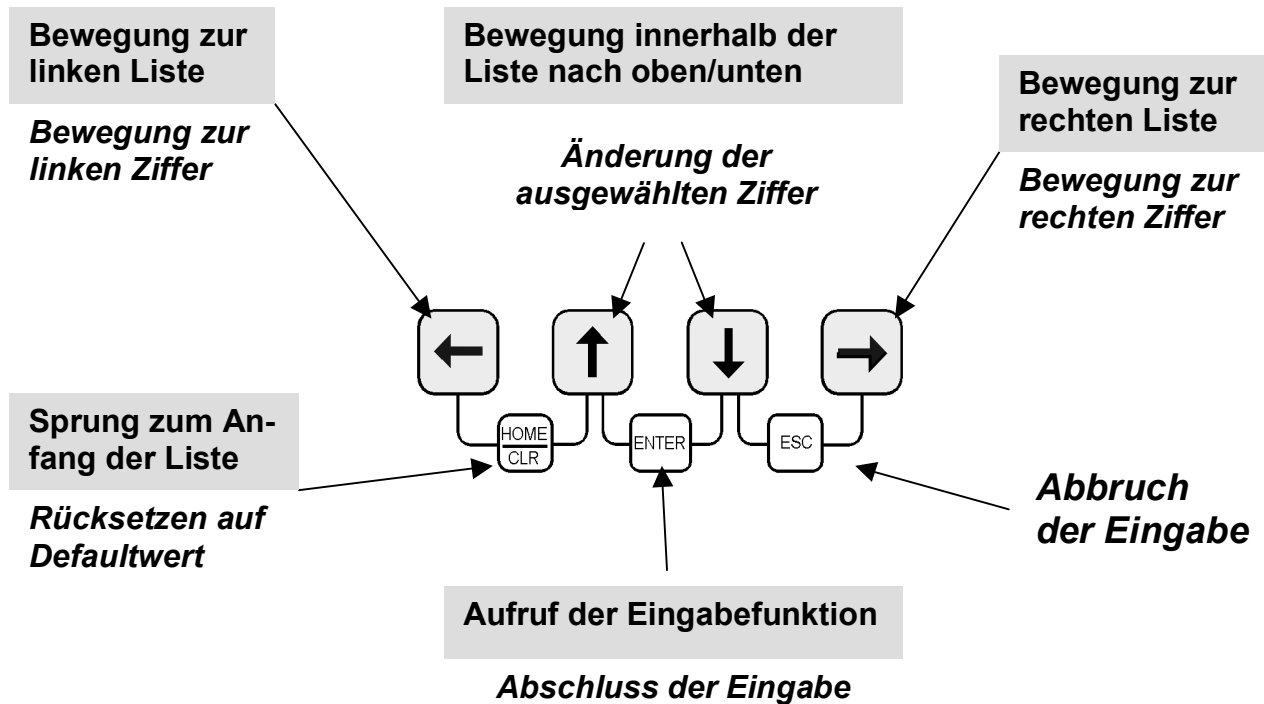 Bewegung zur
linken Liste
Bewegung zur
linken Ziffer
Bewegung innerhalb der
Liste nach oben/unten
Änderung der
ausgewählten Ziffer
Bewegung zur
rechten Liste
Bewegung zur
rechten Ziffer
HOME
CLR
ENTER
ESC
Sprung zum An-
fang der Liste
Rücksetzen auf
Defaultwert
Abbruch
der Eingabe
Aufruf der Eingabefunktion
Abschluss der Eingabe